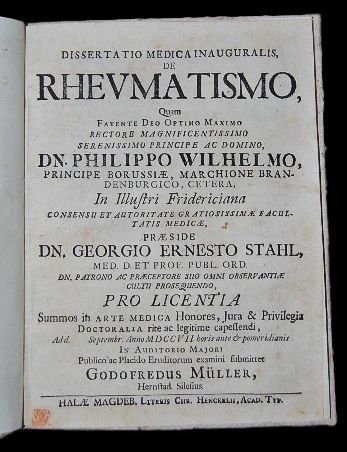 DISSERTATIO MEDICA INAUGURALIS,
DE
RHEVMATISMO,
Quam
FAVENTE DEO OPTIMO MAXIMO
RECTORE MAGNIFICENTISSIMO
SERENISSIMO PRINCIPE AC DOMINO,
DN. PHILIPPO WILHELMO,
PRINCIPE BORUSSIÆ, MARCHIONE BRAN-
DENBURGICO, CETERA,
In Illustri Fridericiana
CONSENSU ET AUTORITATE GRATIOSISSIMÆ FACUL-
TATIS MEDICÆ,
PRÆSIDE
DN. GEORGIO ERNESTO STAHL,
MED. D. ET PROF. PUBL. ORD.
DN. PATRONO AC PRÆCEPTORE SUO OMNI OBSERVANTIÆ
CULTU PROSEQUENDO,
PRO LICENTIA
Summos in ARTE MEDICA Honores, Jura & Privilegia
DOCTORALIA rite ac legitime capessendi,
Add. Septembr. Anno MDCCVII horis ante & pomeridianis
IN AUDITORIO MAJORI
Publico ac Placido Eruditorum examini submittet
GODOFREDUS MÜLLER,
Hernstad. Silesius.
HALÆ MAGDEB. LITERIS CHR. HENCKELII, ACAD. TYP.